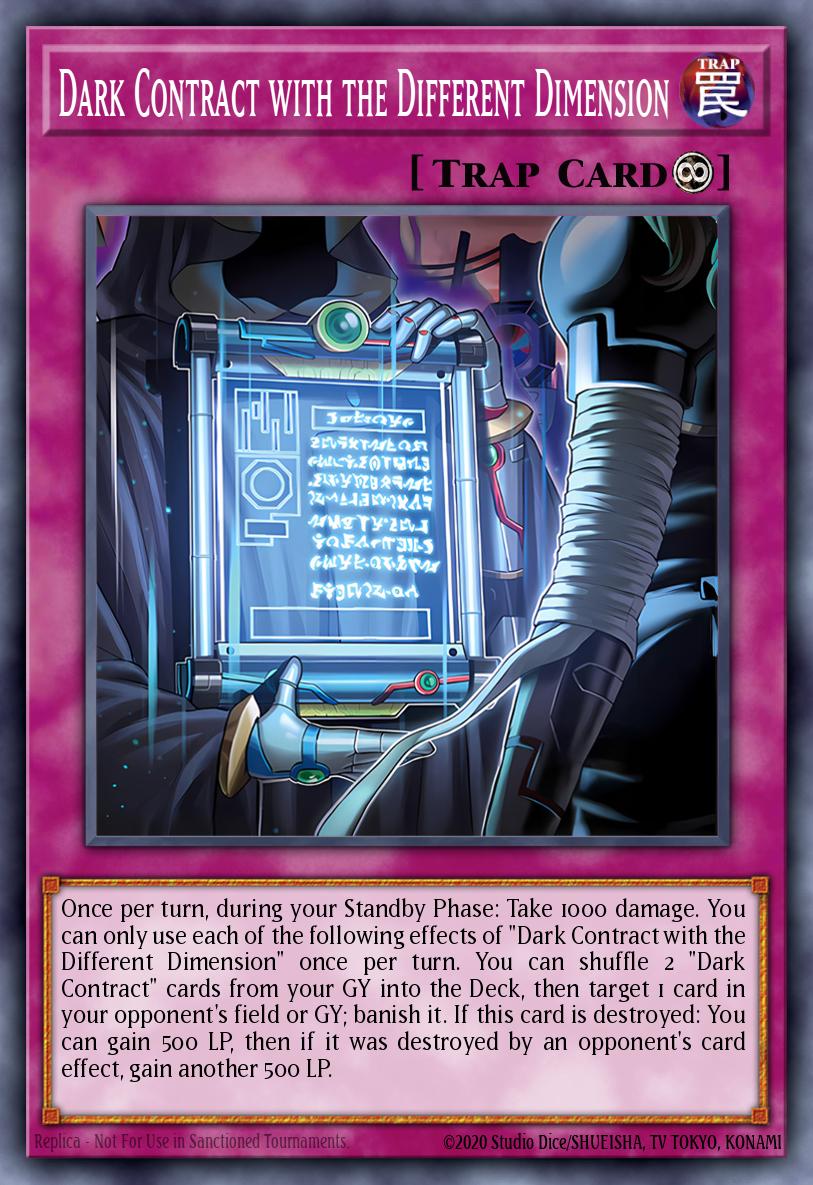 DARK CONTRACT WITH THE DIFFERENT DIMENSION
TRAP
罠
[ TRAP CARD ]
Once per turn, during your Standby Phase: Take 1000 damage. You
can only use each of the following effects of "Dark Contract with the
Different Dimension" once per turn. You can shuffle 2 "Dark
Contract" cards from your GY into the Deck, then target 1 card in
your opponent's field or GY; banish it. If this card is destroyed: You
can gain 500 LP, then if it was destroyed by an opponent's card
effect, gain another 500 LP.
Replica - Not For Use in Sanctioned Tournaments.
©2020 Studio Dice/SHUEISHA, TV TOKYO, KONAMI